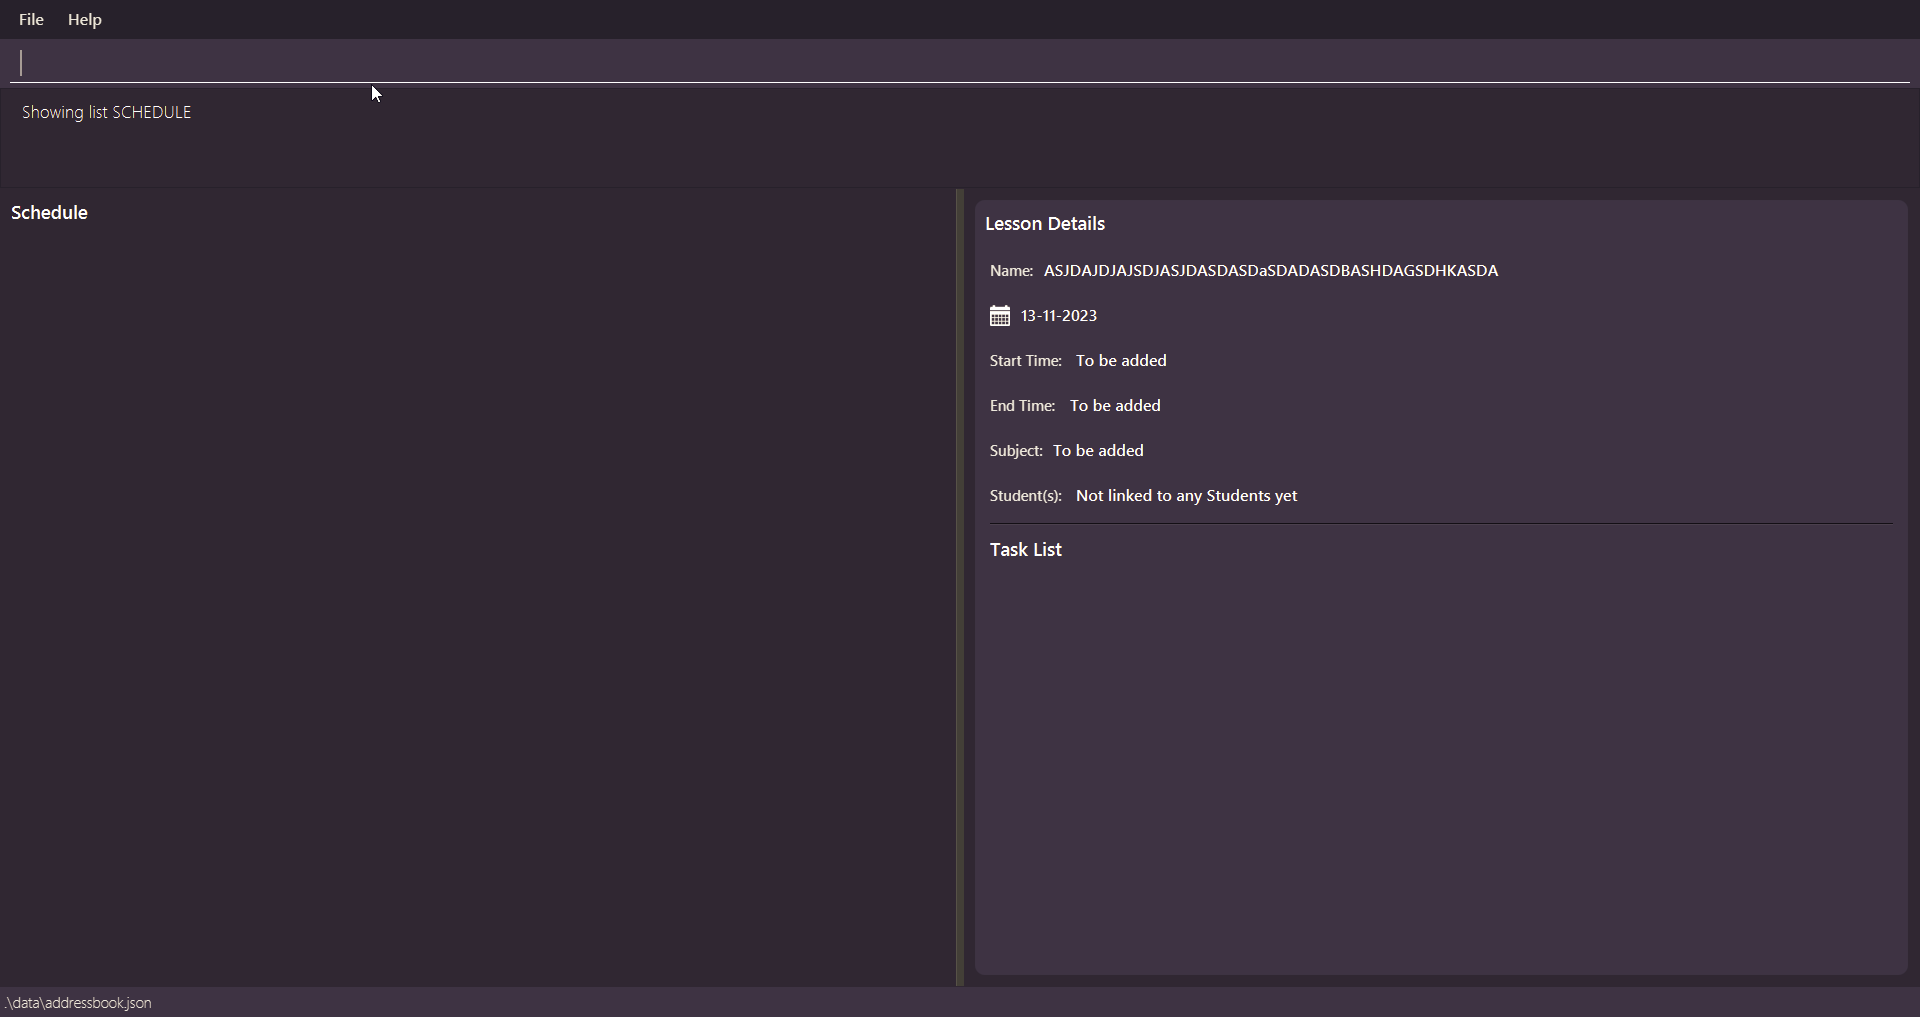 File Help
Showing list SCHEDULE
Schedule
Lesson Details
Name: ASJDAJDJAJSDJASJDASDASDaSDADASDBASHDAGSDHKASDA
13-11-2023
Start Time: To be added
End Time: To be added
Subject: To be added
Student(s): Not linked to any Students yet
Task List
.\data\addressbook.json